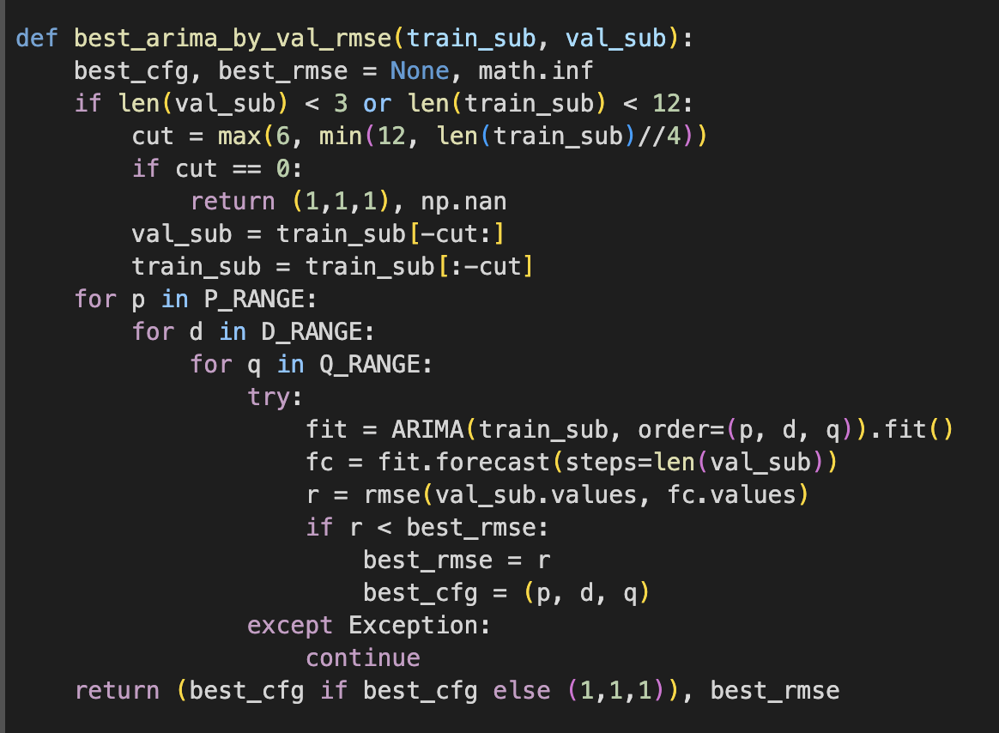 def best_arima_by_val_rmse(train_sub, val_sub):
    best_cfg, best_rmse = None, math.inf
    if len(val_sub) < 3 or len(train_sub) < 12:
        cut = max(6, min(12, len(train_sub)//4))
        if cut == 0:
            return (1,1,1), np.nan
        val_sub = train_sub[-cut:]
        train_sub = train_sub[:-cut]
    for p in P_RANGE:
        for d in D_RANGE:
            for q in Q_RANGE:
                try:
                    fit = ARIMA(train_sub, order=(p, d, q)).fit()
                    fc = fit.forecast(steps=len(val_sub))
                    r = rmse(val_sub.values, fc.values)
                    if r < best_rmse:
                        best_rmse = r
                        best_cfg = (p, d, q)
                except Exception:
                    continue
    return (best_cfg if best_cfg else (1,1,1)), best_rmse